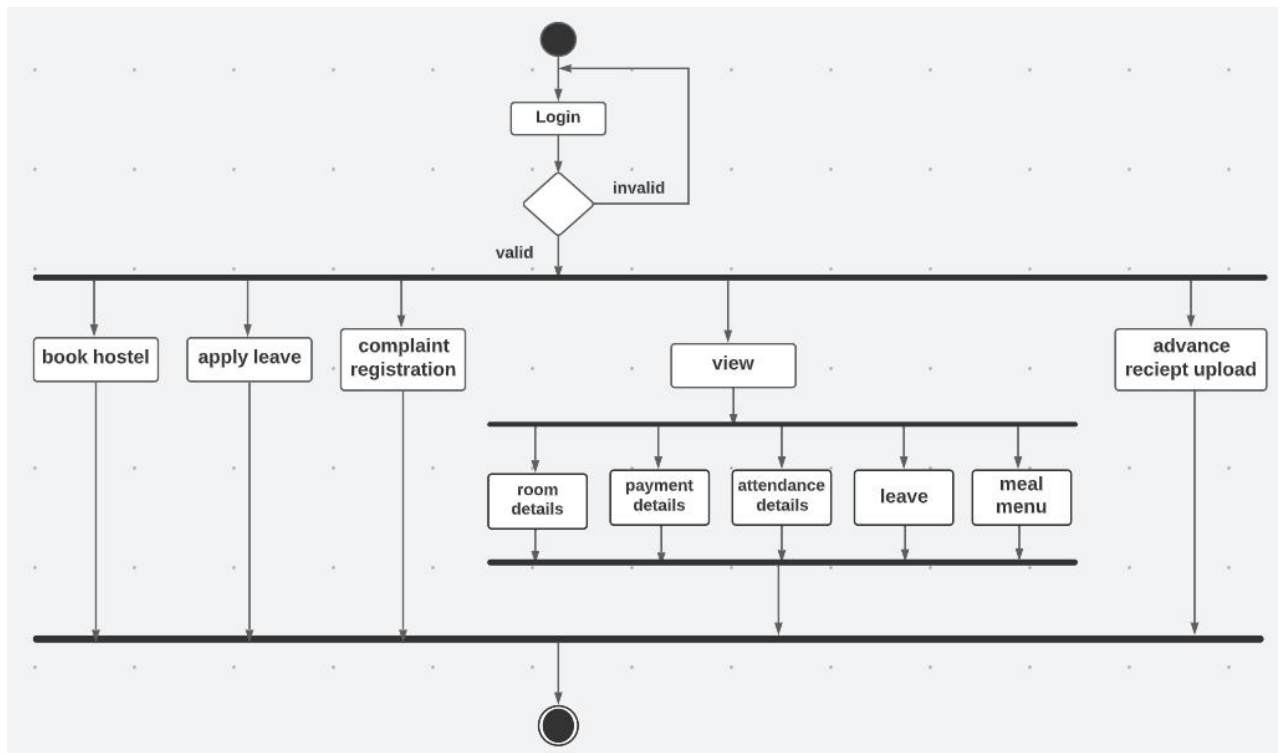 Login
invalid
valid
book hostel
apply leave
complaint
registration
view
advance
reciept upload
room
details
payment
details
attendance
details
leave
meal
menu